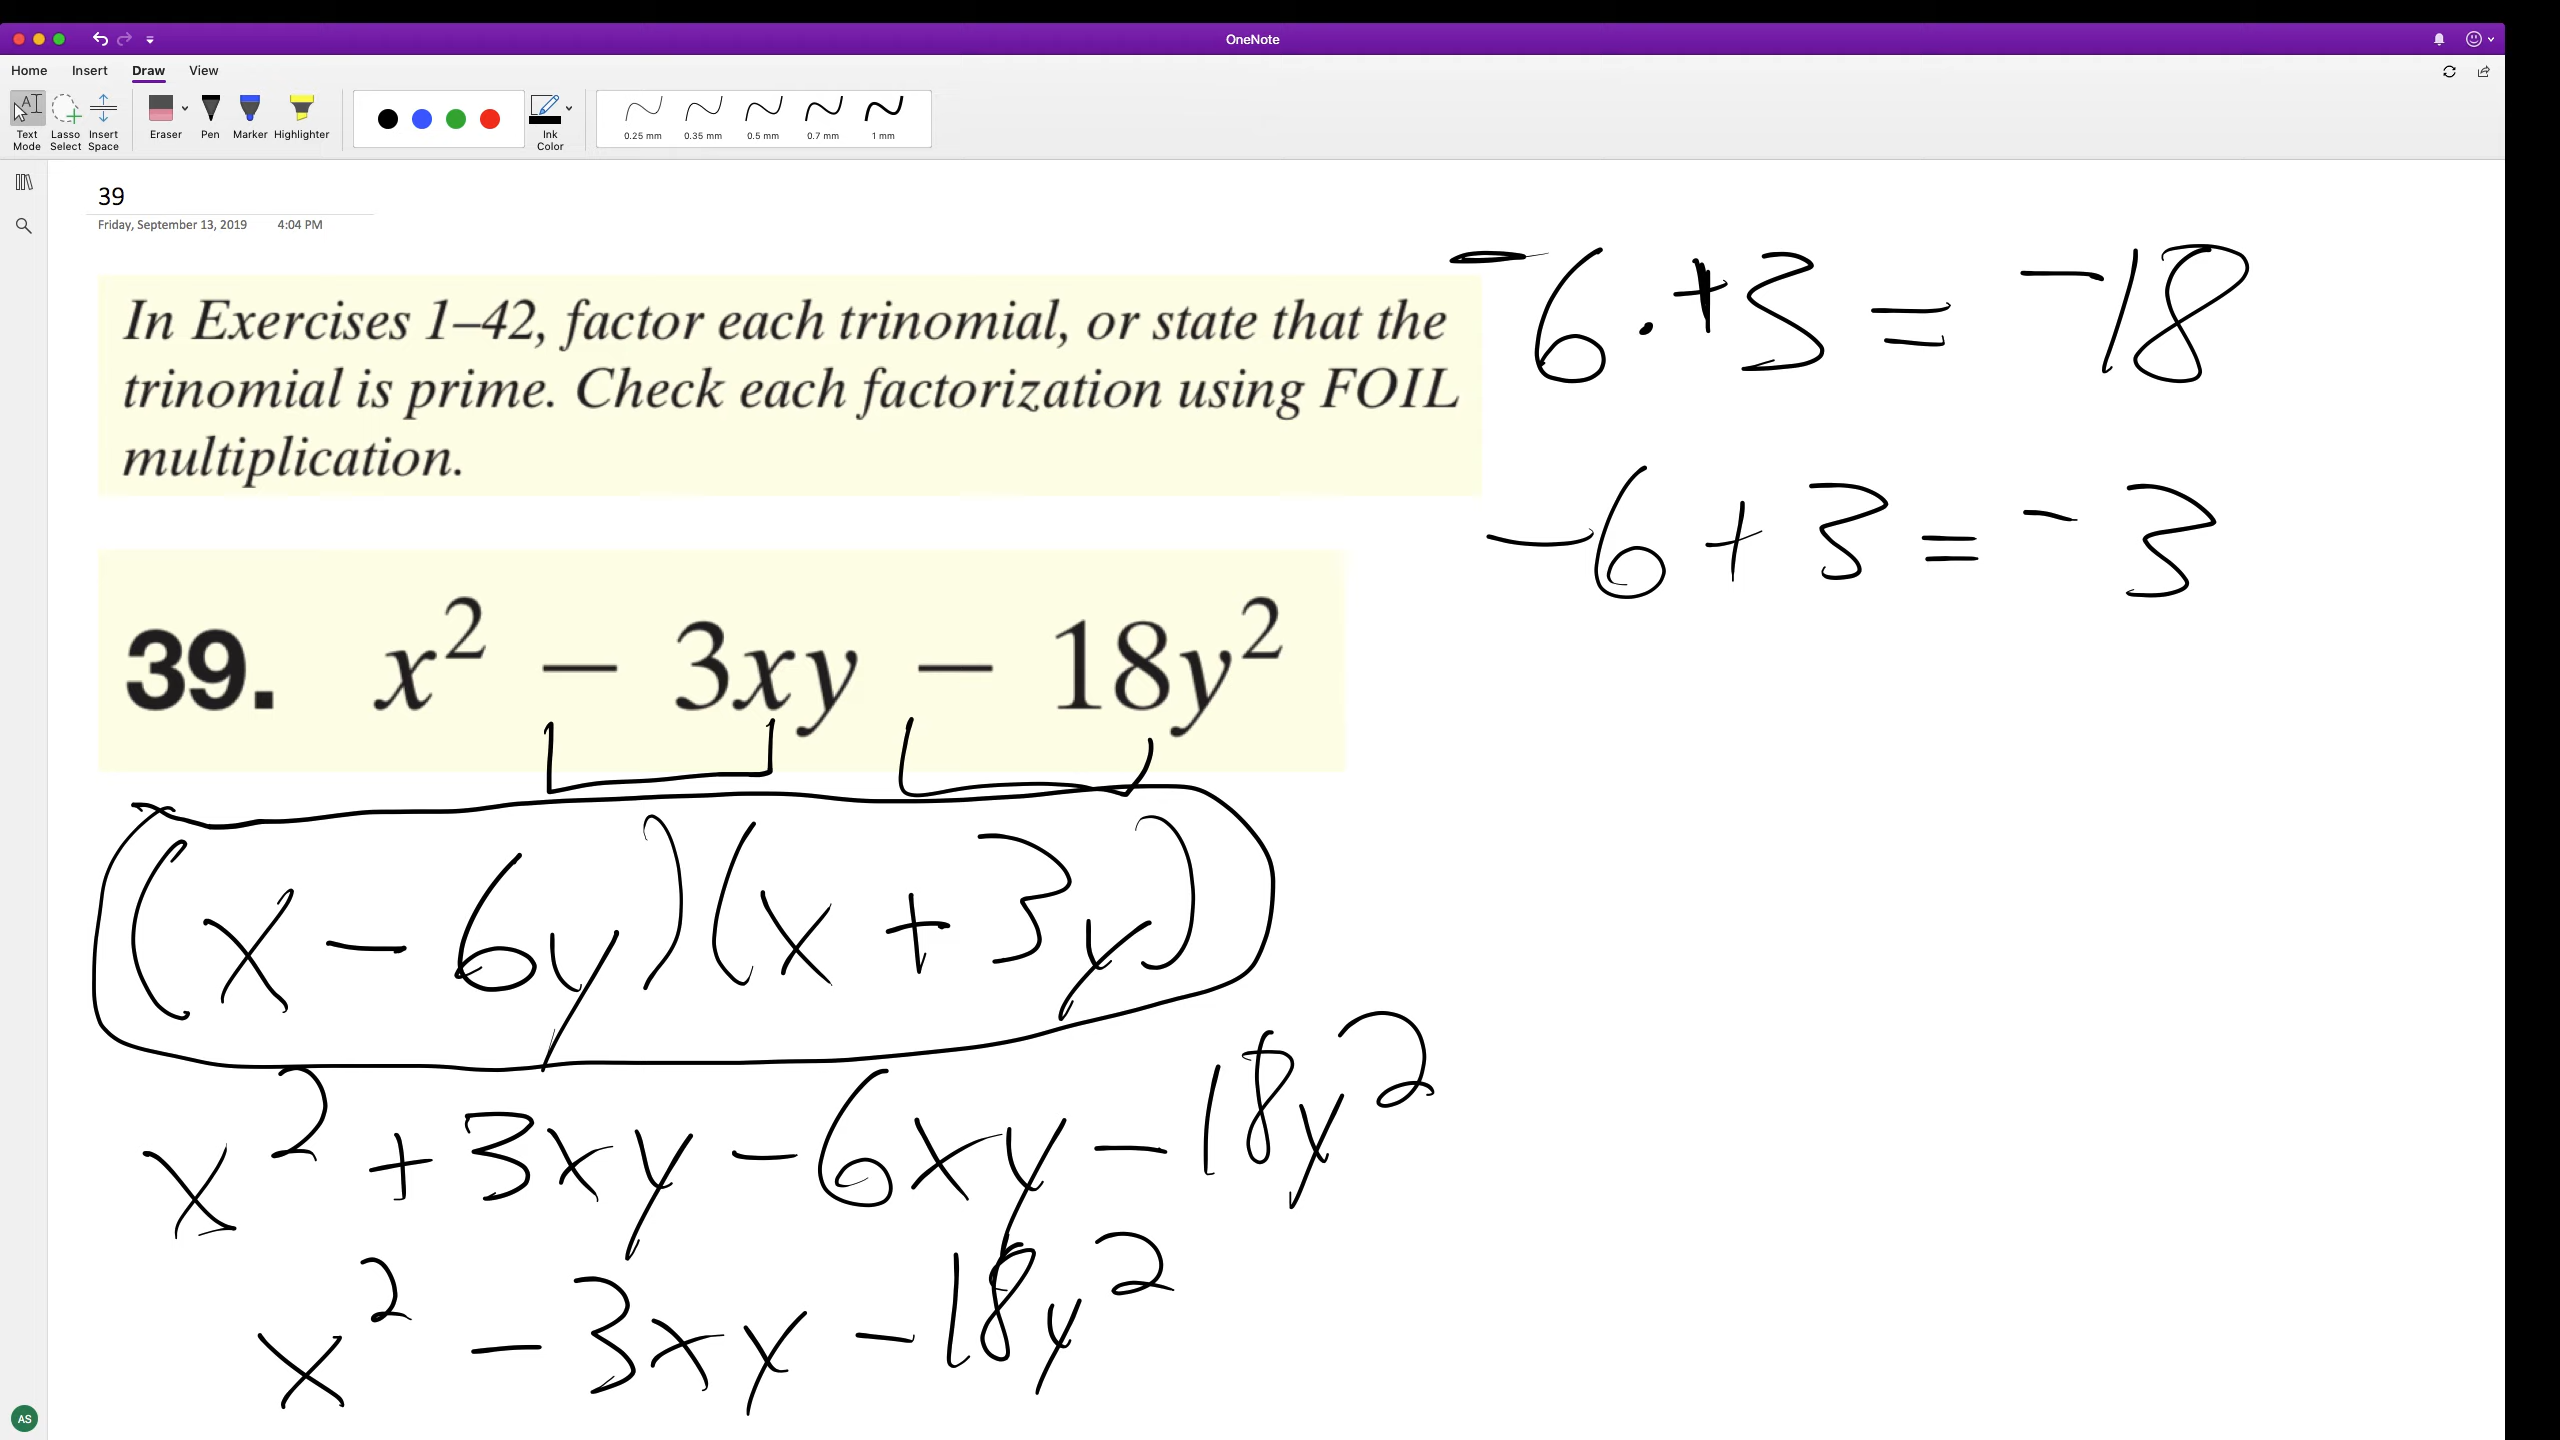 OneNote
Home Insert Draw View
Text Mode Lasso Select Insert Space Eraser Pen Marker Highlighter Ink Color 0.25 mm 0.35 mm 0.5 mm 0.7 mm 1 mm
39
Friday, September 13, 2019 4:04 PM
In Exercises 1–42, factor each trinomial, or state that the
trinomial is prime. Check each factorization using FOIL
multiplication.
-6 · +3 = -18
-6 + 3 = -3
39. x² − 3xy − 18y²
(x - 6y)(x + 3y)
x² + 3xy - 6xy - 18y²
x² - 3xy - 18y²
AS